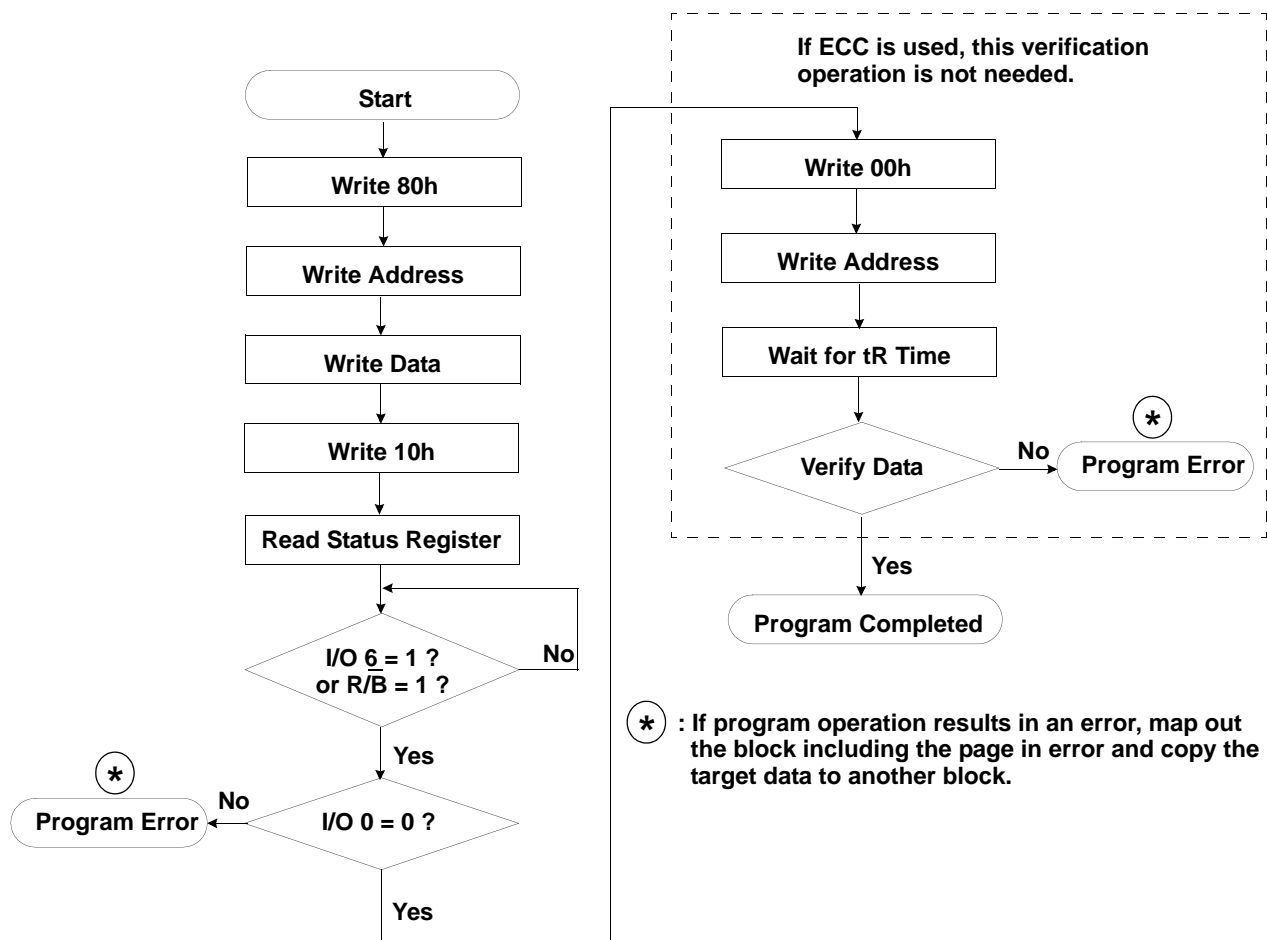 Start
Write 80h
Write Address
Write Data
Write 10h
Read Status Register
I/O 6 = 1 ?
or R/B̅ = 1 ?
No
Yes
*
No
Program Error
I/O 0 = 0 ?
Yes
If ECC is used, this verification
operation is not needed.
Write 00h
Write Address
Wait for tR Time
*
Verify Data
No
Program Error
Yes
Program Completed
* : If program operation results in an error, map out
the block including the page in error and copy the
target data to another block.